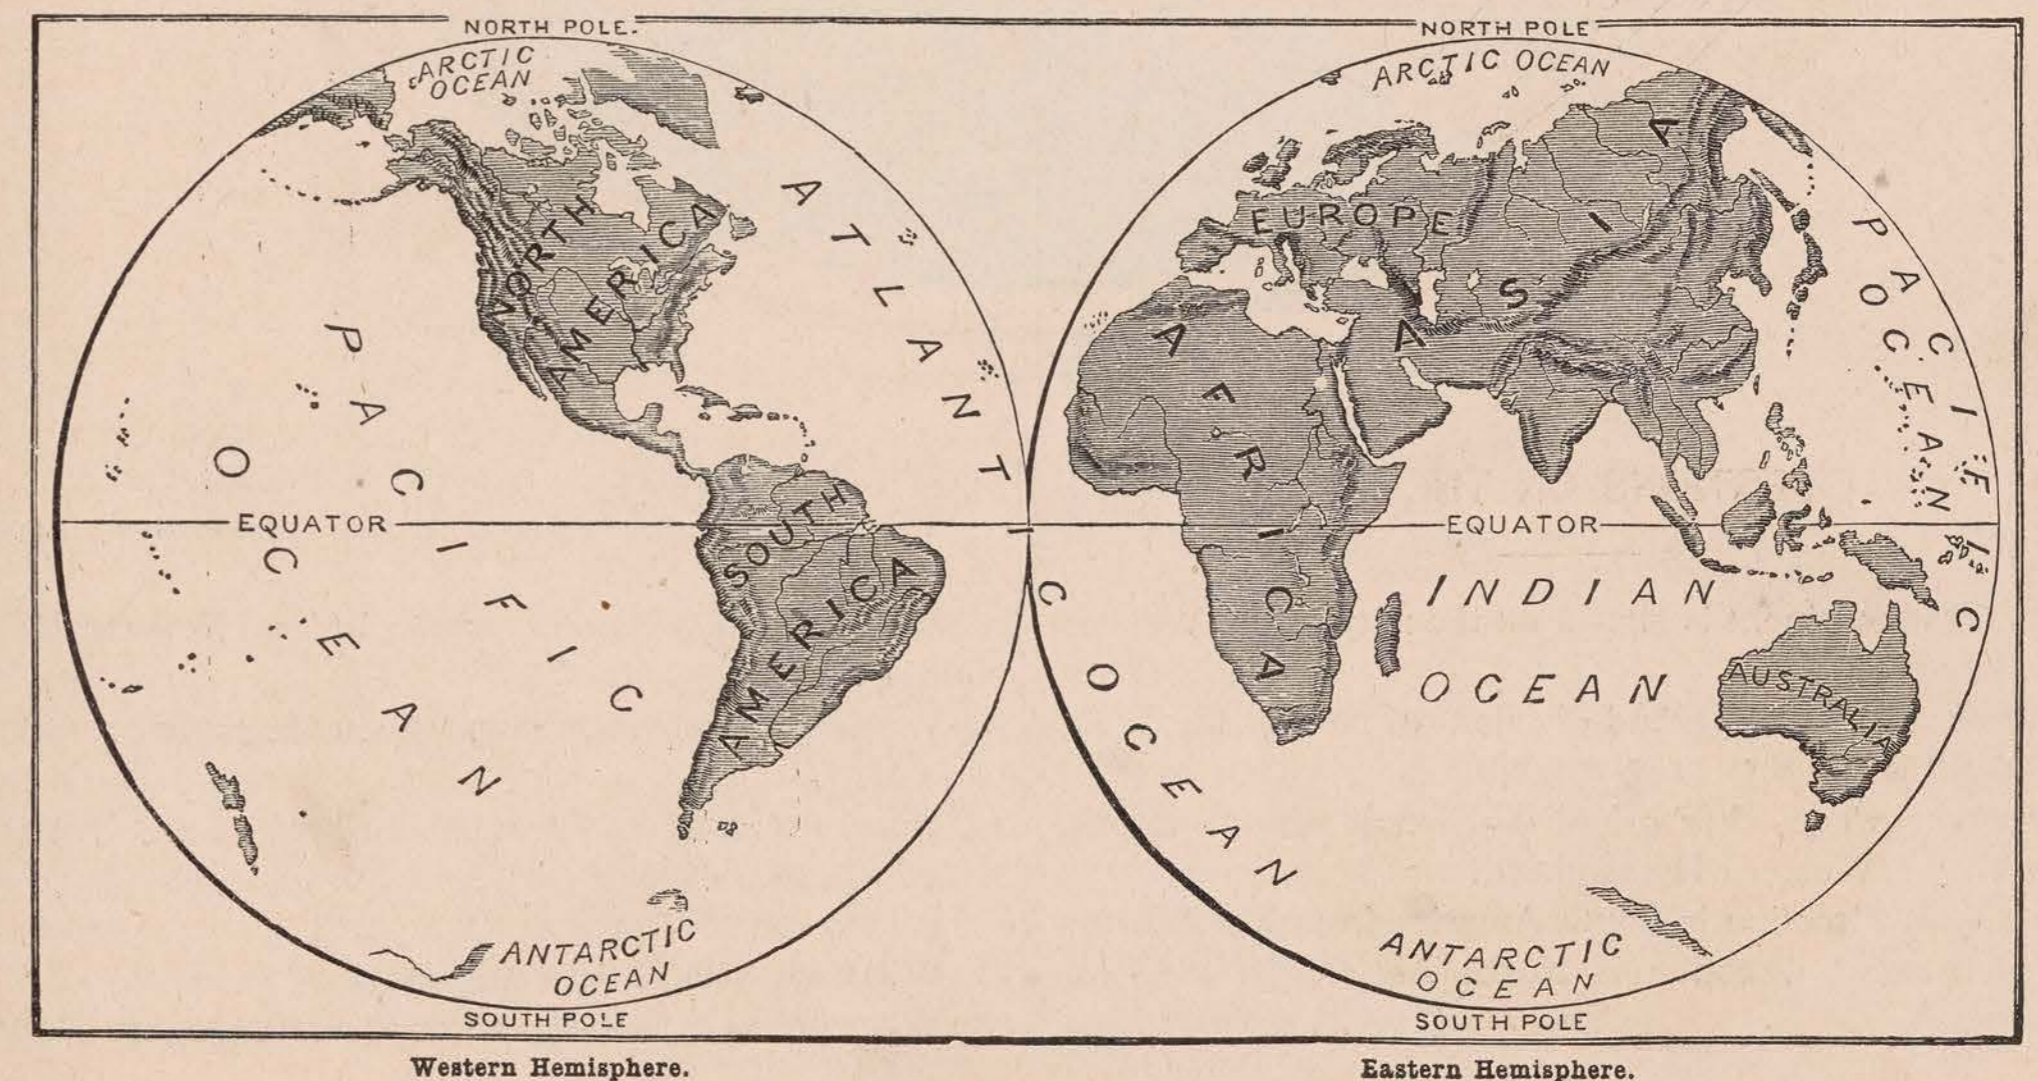 NORTH POLE.
ARCTIC
OCEAN
NORTH
AMERICA
ATLANTIC OCEAN
PACIFIC
OCEAN
EQUATOR
SOUTH
AMERICA
ANTARCTIC
OCEAN
SOUTH POLE
Western Hemisphere.
NORTH POLE
ARCTIC OCEAN
EUROPE
ASIA
AFRICA
PACIFIC
OCEAN
EQUATOR
INDIAN
OCEAN
AUSTRALIA
ANTARCTIC
OCEAN
SOUTH POLE
Eastern Hemisphere.